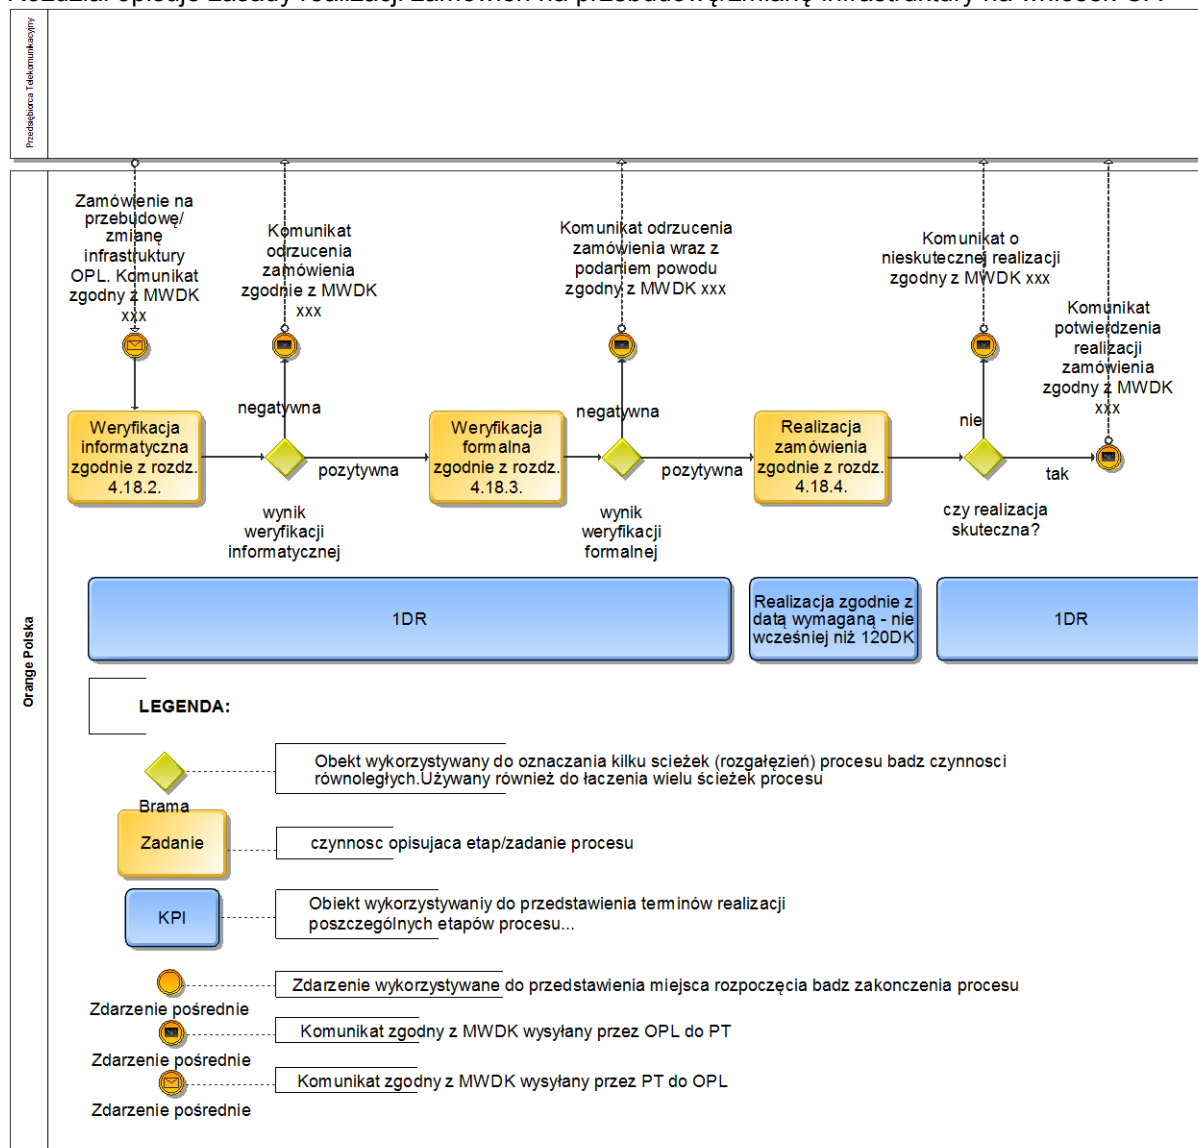 Przedsiębiorca Telekomunikacyjny
Orange Polska
Zamówienie na
przebudowę/
zmianę
infrastruktury
OPL. Komunikat
zgodny z MWDK
xxx
Komunikat
odrzucenia
zamówienia
zgodnie z MWDK
xxx
Komunikat odrzucenia
zamówienia wraz z
podaniem powodu
zgodny z MWDK xxx
Komunikat o
nieskutecznej realizacji
zgodny z MWDK xxx
Komunikat
potwierdzenia
realizacji
zamówienia
zgodny z MWDK
xxx
negatywna
negatywna
nie
Weryfikacja
informatyczna
zgodnie z rozdz.
4.18.2.
pozytywna
Weryfikacja
formalna
zgodnie z rozdz.
4.18.3.
pozytywna
Realizacja
zamówienia
zgodnie z rozdz.
4.18.4.
tak
wynik
weryfikacji
informatycznej
wynik
weryfikacji
formalnej
czy realizacja
skuteczna?
1DR
Realizacja zgodnie z
datą wymaganą - nie
wcześniej niż 120DK
1DR
LEGENDA:
Obekt wykorzystywany do oznaczania kilku scieżek (rozgałęzień) procesu badz czynnosci
równoległych.Używany również do łaczenia wielu ścieżek procesu
Brama
Zadanie
czynnosc opisujaca etap/zadanie procesu
KPI
Obiekt wykorzystywaniy do przedstawienia terminów realizacji
poszczególnych etapów procesu...
Zdarzenie wykorzystywane do przedstawienia miejsca rozpoczęcia badz zakonczenia procesu
Zdarzenie pośrednie
Komunikat zgodny z MWDK wysyłany przez OPL do PT
Zdarzenie pośrednie
Komunikat zgodny z MWDK wysyłany przez PT do OPL
Zdarzenie pośrednie